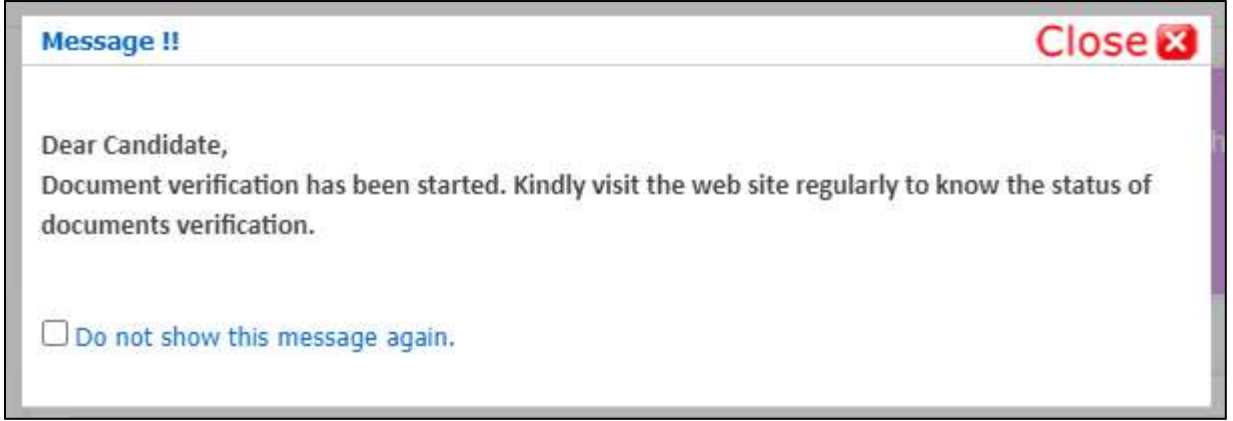 Message !!
Close
Dear Candidate,
Document verification has been started. Kindly visit the web site regularly to know the status of
documents verification.
Do not show this message again.